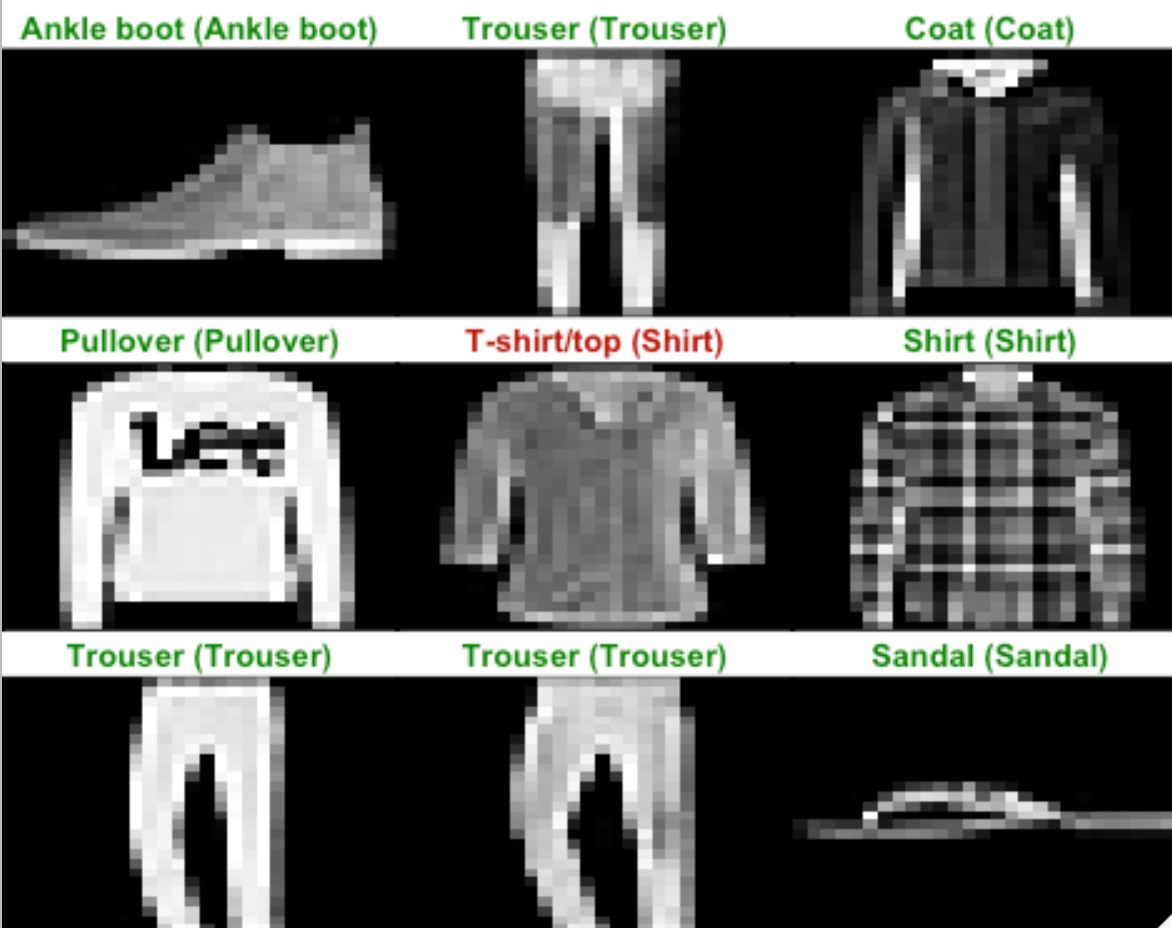 Ankle boot (Ankle boot) Trouser (Trouser) Coat (Coat)
Pullover (Pullover) T-shirt/top (Shirt) Shirt (Shirt)
Trouser (Trouser) Trouser (Trouser) Sandal (Sandal)